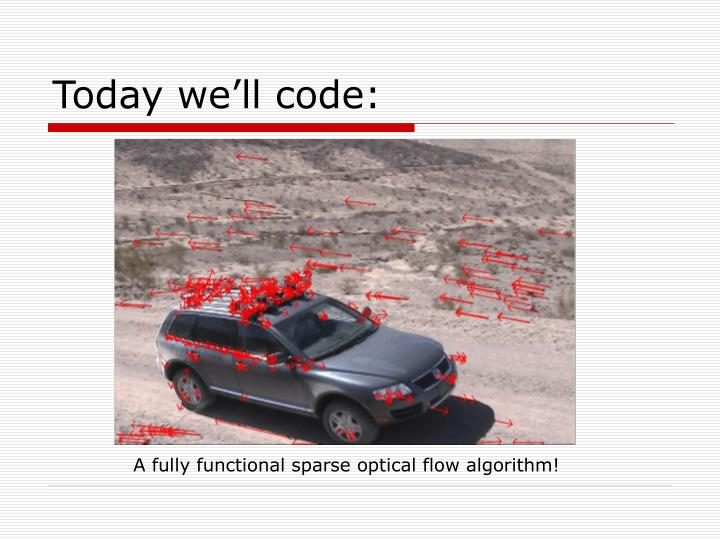 Today we’ll code:
A fully functional sparse optical flow algorithm!